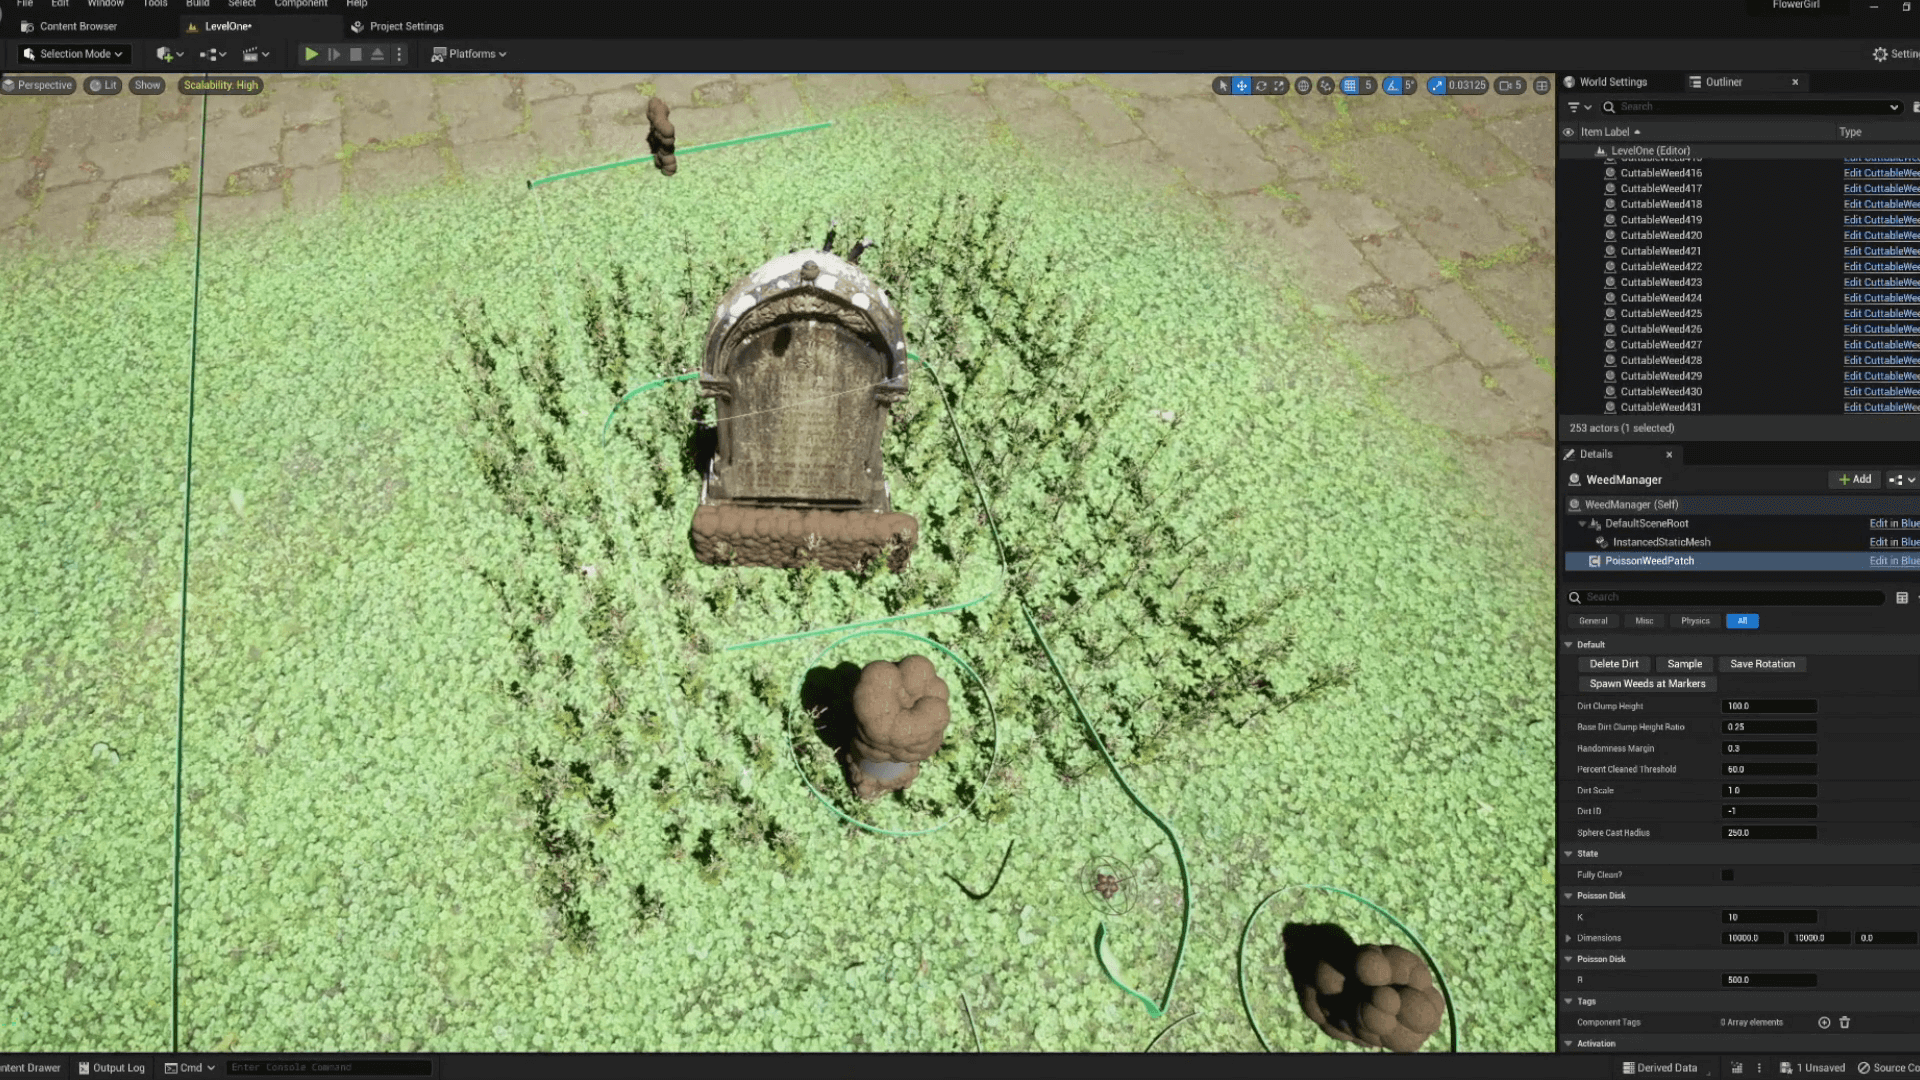 File Edit Window Tools Build Select Component Help FlowerGirl
Content Browser LevelOne* Project Settings
Selection Mode Platforms Settin
Perspective Lit Show Scalability: High 5 5° 0.03125 5
World Settings Outliner
Search
Item Label Type
LevelOne (Editor)
CuttableWeed416 Edit CuttableWee
CuttableWeed417 Edit CuttableWee
CuttableWeed418 Edit CuttableWee
CuttableWeed419 Edit CuttableWee
CuttableWeed420 Edit CuttableWee
CuttableWeed421 Edit CuttableWee
CuttableWeed422 Edit CuttableWee
CuttableWeed423 Edit CuttableWee
CuttableWeed424 Edit CuttableWee
CuttableWeed425 Edit CuttableWee
CuttableWeed426 Edit CuttableWee
CuttableWeed427 Edit CuttableWee
CuttableWeed428 Edit CuttableWee
CuttableWeed429 Edit CuttableWee
CuttableWeed430 Edit CuttableWee
CuttableWeed431 Edit CuttableWee
253 actors (1 selected)
Details
WeedManager + Add
WeedManager (Self)
DefaultSceneRoot Edit in Blue
InstancedStaticMesh Edit in Blue
PoissonWeedPatch Edit in Blue
Search
General Misc Physics All
Default
Delete Dirt Sample Save Rotation
Spawn Weeds at Markers
Dirt Clump Height 100.0
Base Dirt Clump Height Ratio 0.25
Randomness Margin 0.3
Percent Cleaned Threshold 60.0
Dirt Scale 1.0
Dirt ID -1
Sphere Cast Radius 250.0
State
Fully Clean?
Poisson Disk
K 10
Dimensions 10000.0 10000.0 0.0
Poisson Disk
R 500.0
Tags
Component Tags 0 Array elements
Activation
ntent Drawer Output Log Cmd Enter Console Command Derived Data 1 Unsaved Source Co